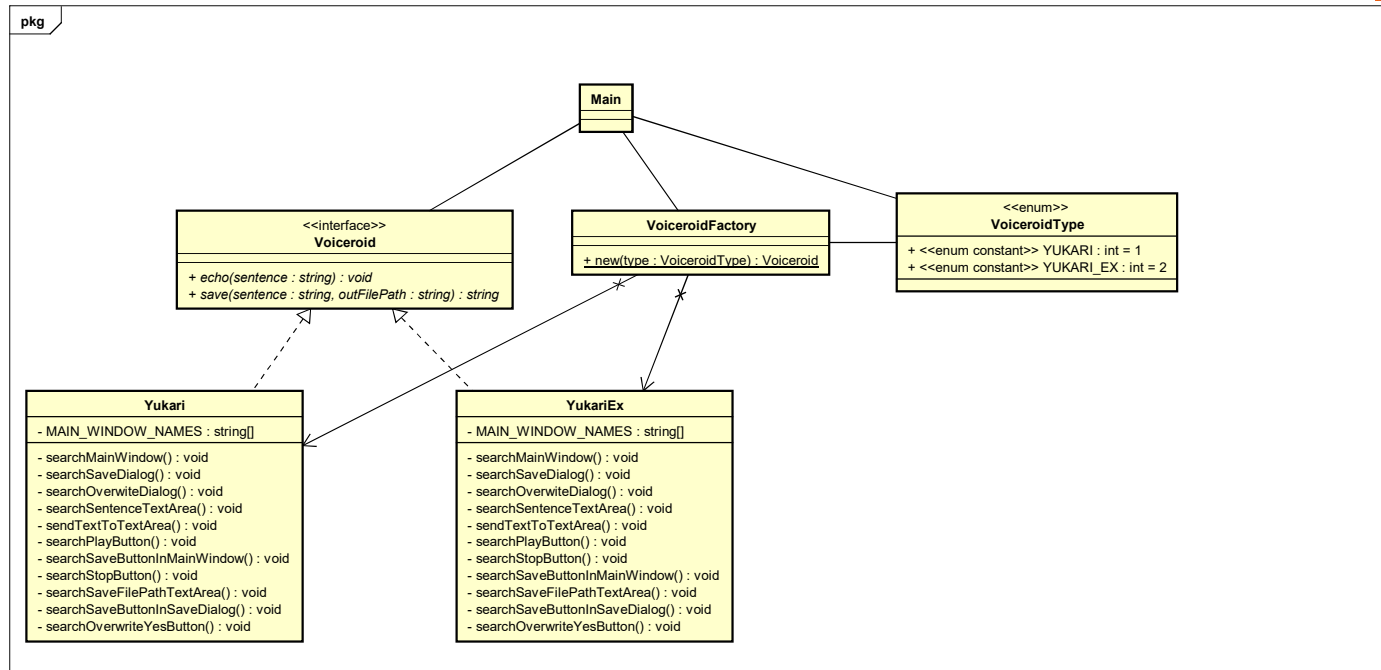 pkg
Main
<<interface>>
Voiceroid
+ echo(sentence : string) : void
+ save(sentence : string, outFilePath : string) : string
VoiceroidFactory
+ new(type : VoiceroidType) : Voiceroid
<<enum>>
VoiceroidType
+ <<enum constant>> YUKARI : int = 1
+ <<enum constant>> YUKARI_EX : int = 2
Yukari
- MAIN_WINDOW_NAMES : string[]
- searchMainWindow() : void
- searchSaveDialog() : void
- searchOverwiteDialog() : void
- searchSentenceTextArea() : void
- sendTextToTextArea() : void
- searchPlayButton() : void
- searchSaveButtonInMainWindow() : void
- searchStopButton() : void
- searchSaveFilePathTextArea() : void
- searchSaveButtonInSaveDialog() : void
- searchOverwriteYesButton() : void
YukariEx
- MAIN_WINDOW_NAMES : string[]
- searchMainWindow() : void
- searchSaveDialog() : void
- searchOverwiteDialog() : void
- searchSentenceTextArea() : void
- sendTextToTextArea() : void
- searchPlayButton() : void
- searchStopButton() : void
- searchSaveButtonInMainWindow() : void
- searchSaveFilePathTextArea() : void
- searchSaveButtonInSaveDialog() : void
- searchOverwriteYesButton() : void